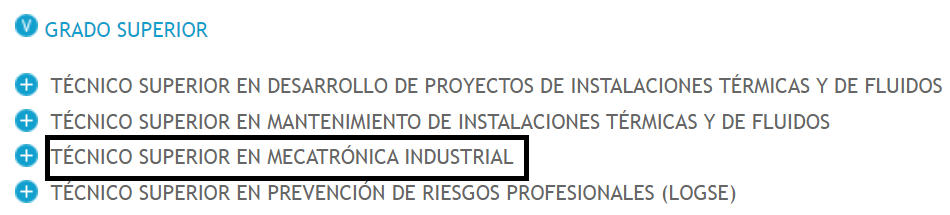 GRADO SUPERIOR
TÉCNICO SUPERIOR EN DESARROLLO DE PROYECTOS DE INSTALACIONES TÉRMICAS Y DE FLUIDOS
TÉCNICO SUPERIOR EN MANTENIMIENTO DE INSTALACIONES TÉRMICAS Y DE FLUIDOS
TÉCNICO SUPERIOR EN MECATRÓNICA INDUSTRIAL
TÉCNICO SUPERIOR EN PREVENCIÓN DE RIESGOS PROFESIONALES (LOGSE)